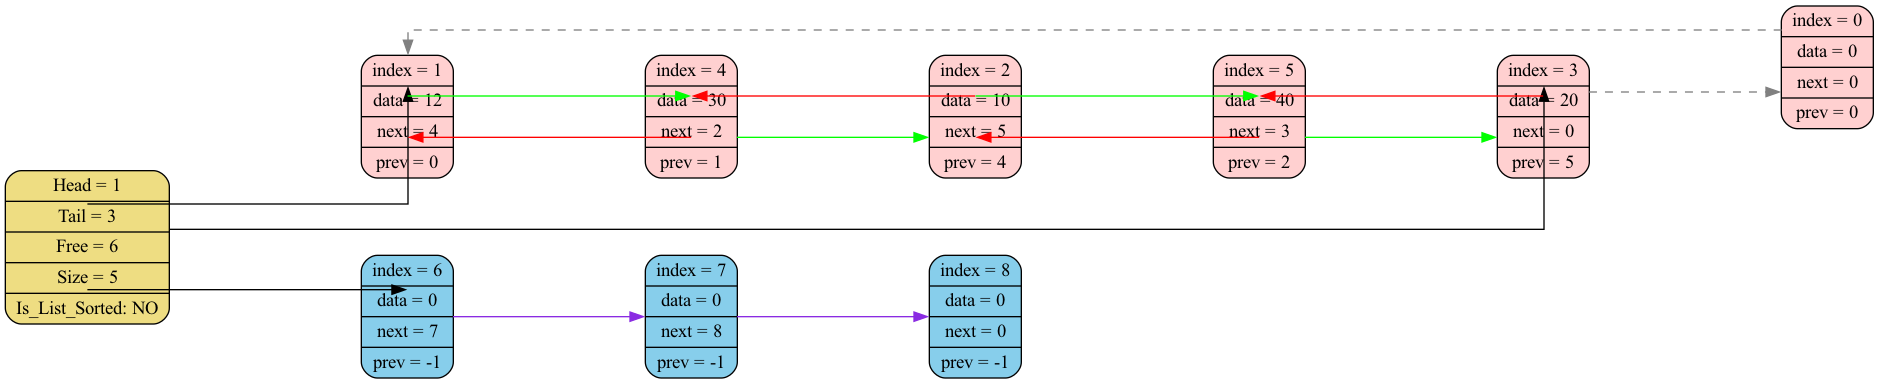 index = 0
data = 0
next = 0
prev = 0
index = 1
data = 12
next = 4
prev = 0
index = 4
data = 30
next = 2
prev = 1
index = 2
data = 10
next = 5
prev = 4
index = 5
data = 40
next = 3
prev = 2
index = 3
data = 20
next = 0
prev = 5
Head = 1
Tail = 3
Free = 6
Size = 5
Is_List_Sorted: NO
index = 6
data = 0
next = 7
prev = -1
index = 7
data = 0
next = 8
prev = -1
index = 8
data = 0
next = 0
prev = -1